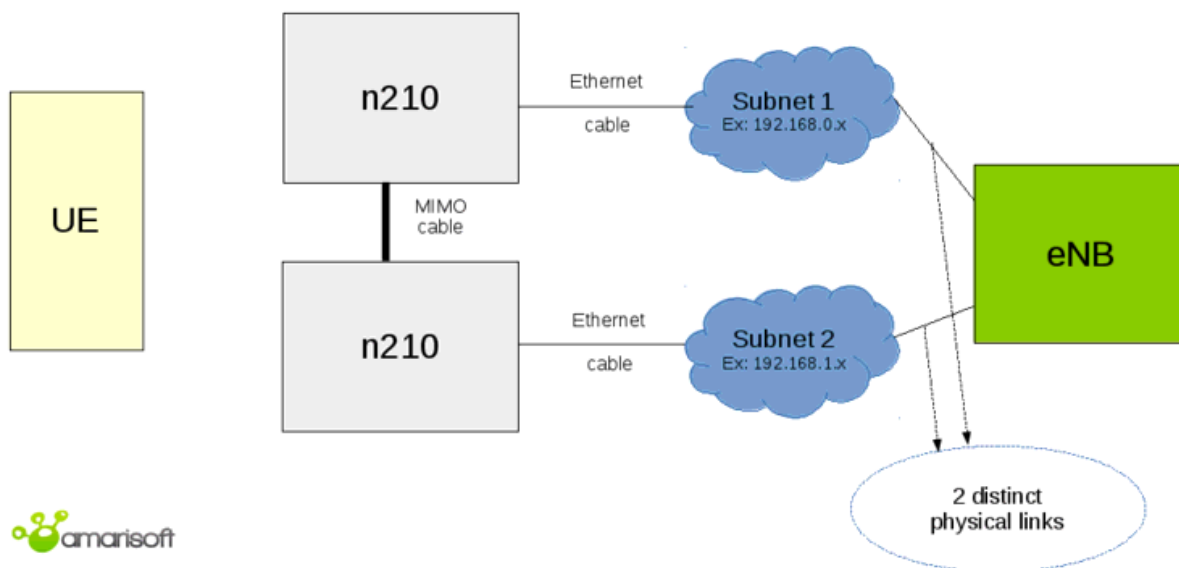 UE
n210
MIMO
cable
n210
Ethernet
cable
Subnet 1
Ex: 192.168.0.x
Ethernet
cable
Subnet 2
Ex: 192.168.1.x
eNB
2 distinct
physical links
amarisoft